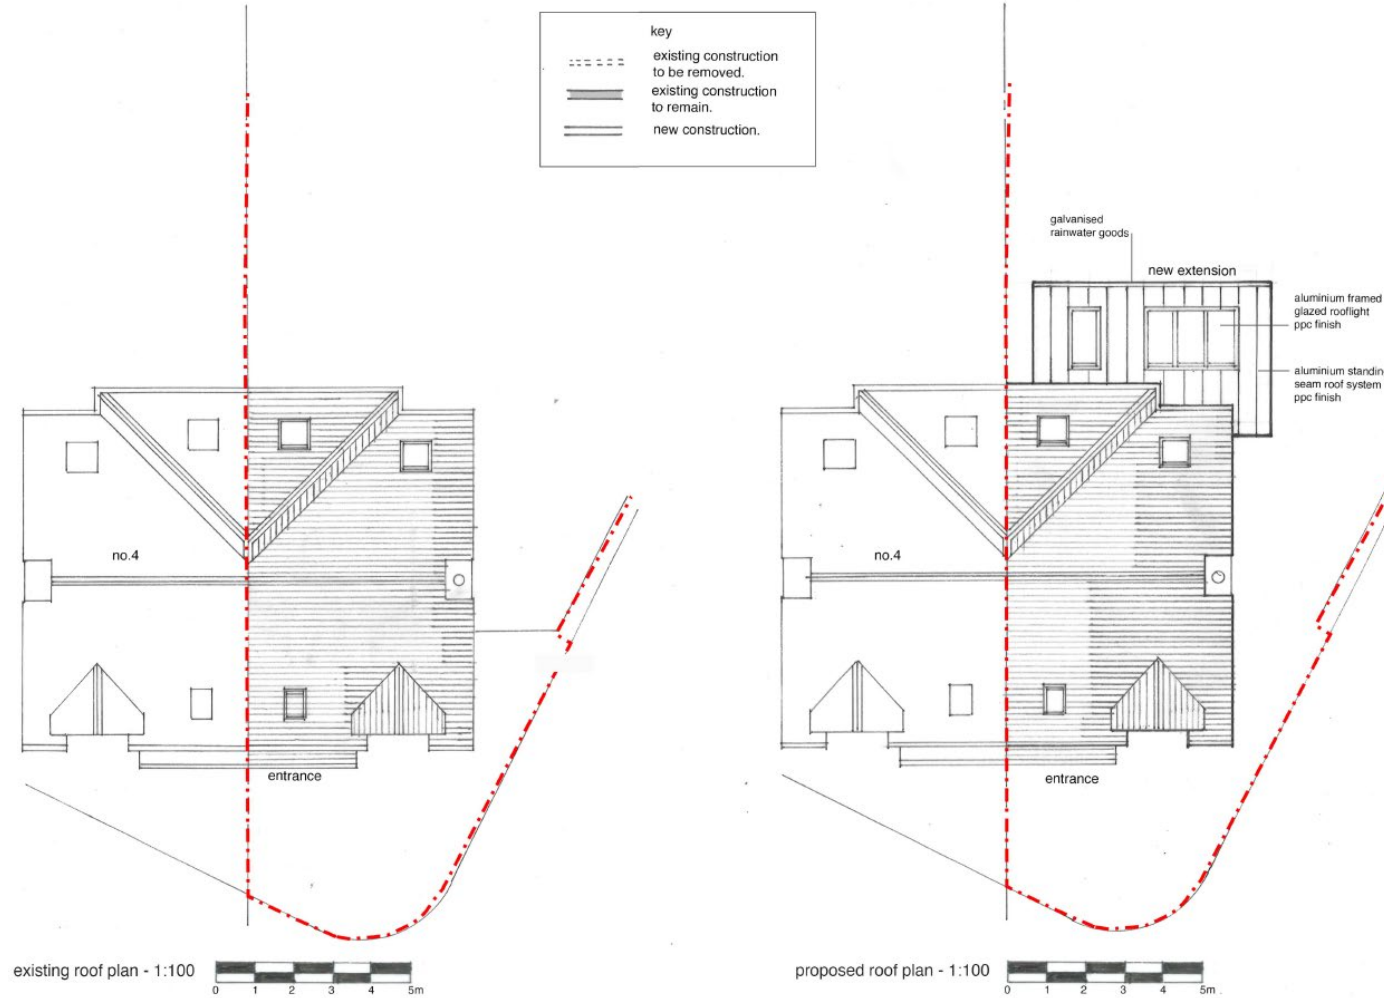 key
existing construction
to be removed.
existing construction
to remain.
new construction.
galvanised
rainwater goods
new extension
aluminium framed
glazed rooflight
ppc finish
aluminium standin
seam roof system
ppc finish
no.4
no.4
entrance
entrance
existing roof plan - 1:100
0 1 2 3 4 5m
proposed roof plan - 1:100
0 1 2 3 4 5m